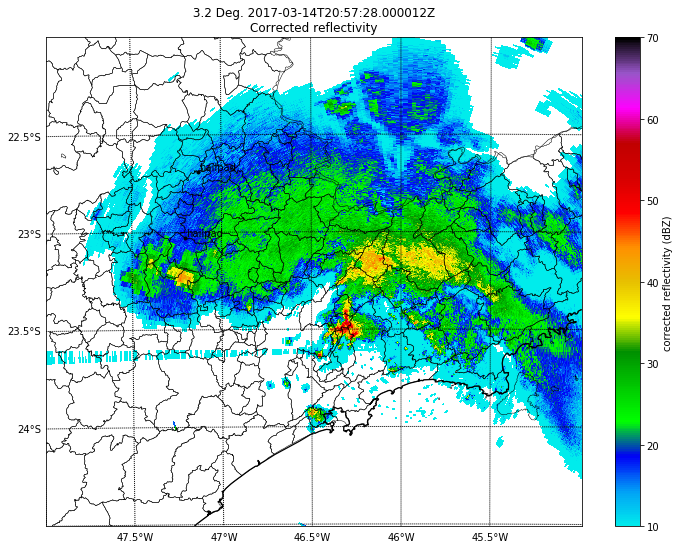 3.2 Deg. 2017-03-14T20:57:28.000012Z
Corrected reflectivity
22.5°S
23°S
23.5°S
24°S
47.5°W
47°W
46.5°W
46°W
45.5°W
70
60
50
40
30
20
10
corrected reflectivity (dBZ)